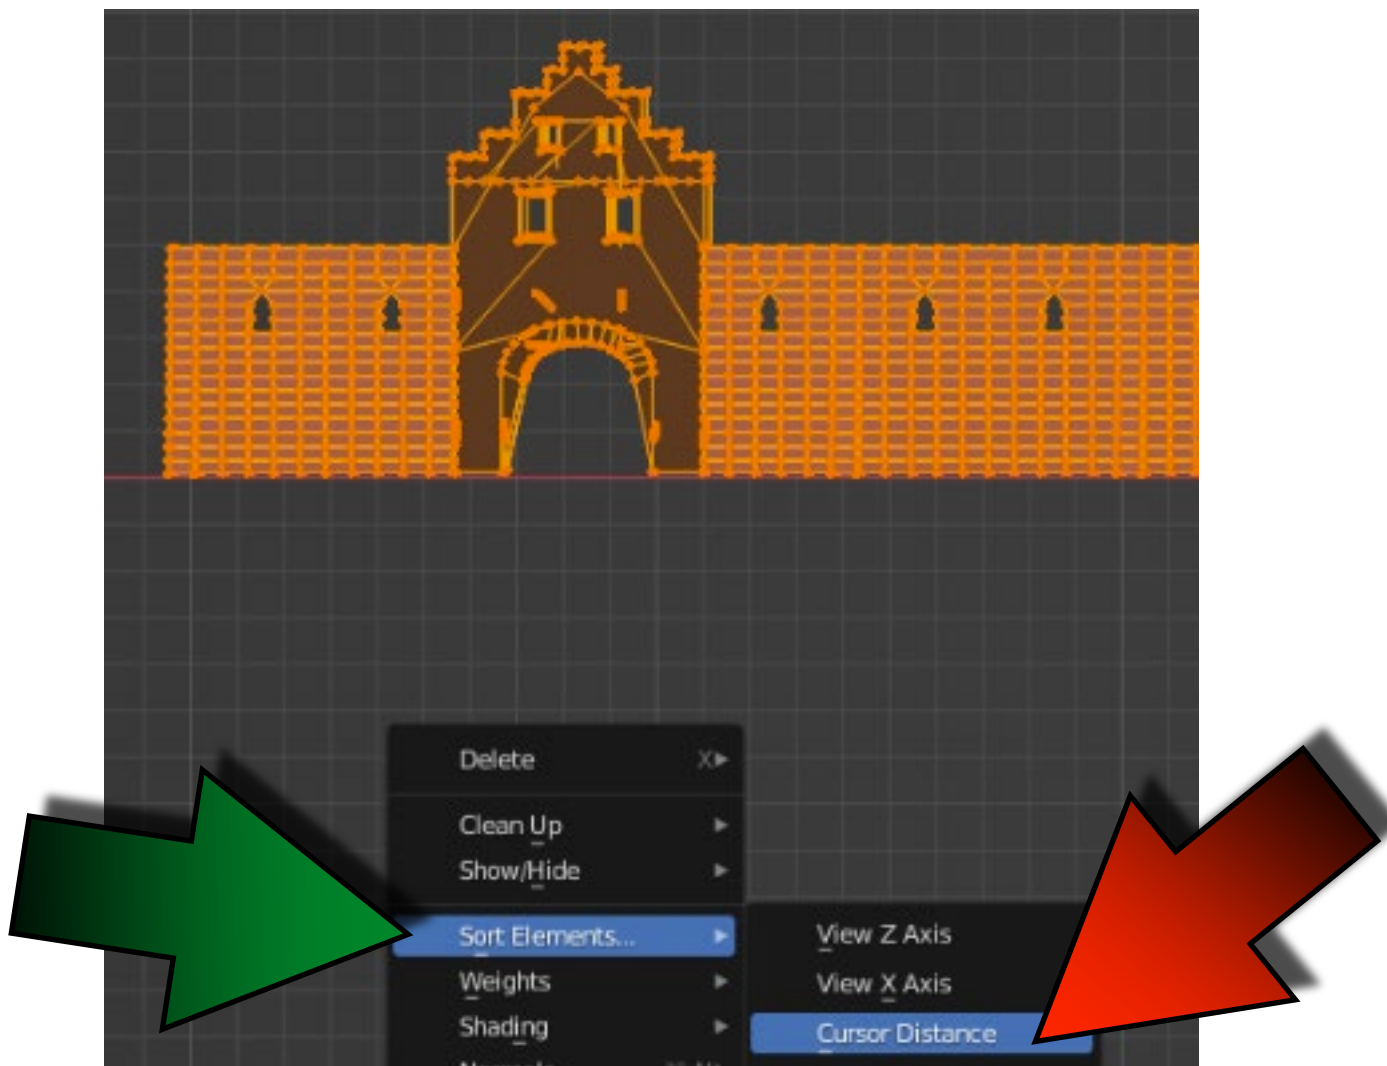 Delete X
Clean Up
Show/Hide
Sort Elements...
Weights
Shading
View Z Axis
View X Axis
Cursor Distance